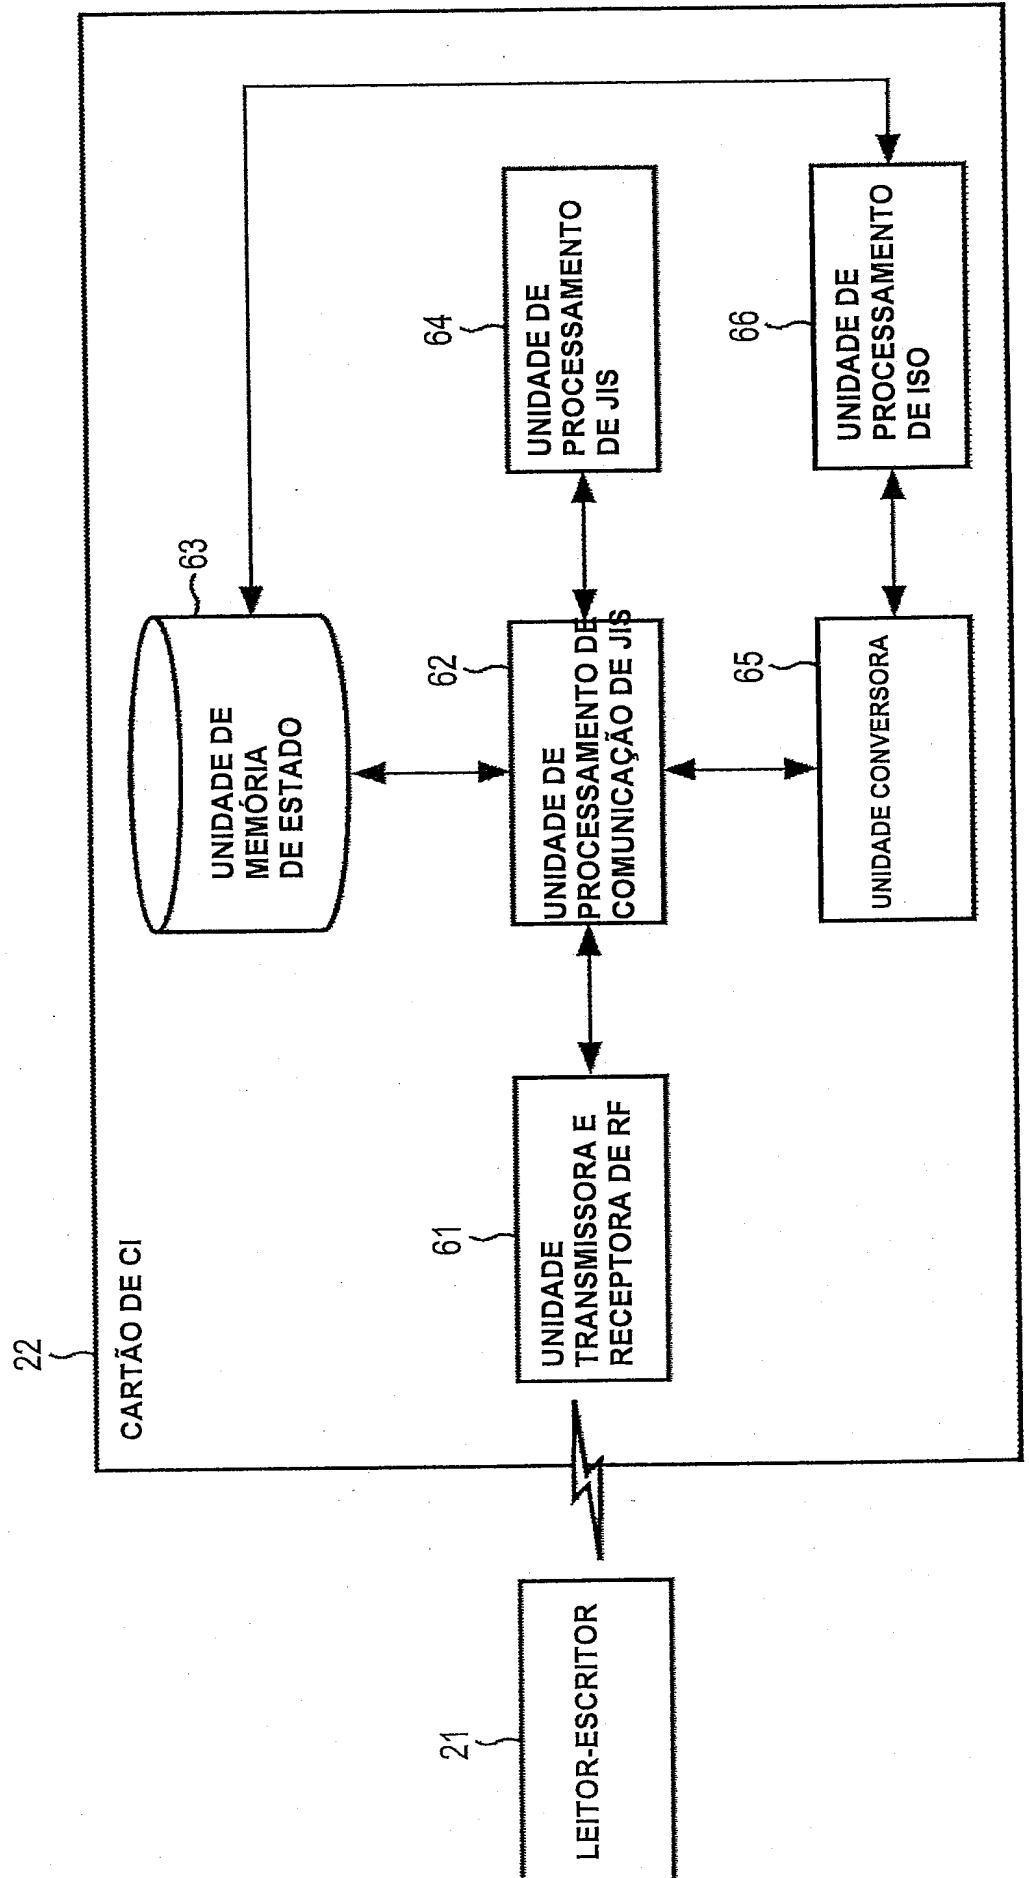 22
CARTÃO DE CI
63
UNIDADE DE
MEMÓRIA
DE ESTADO
21
LEITOR-ESCRITOR
61
UNIDADE
TRANSMISSORA E
RECEPTORA DE RF
62
UNIDADE DE
PROCESSAMENTO DE
COMUNICAÇÃO DE JIS
64
UNIDADE DE
PROCESSAMENTO
DE JIS
65
UNIDADE CONVERSORA
66
UNIDADE DE
PROCESSAMENTO
DE ISO